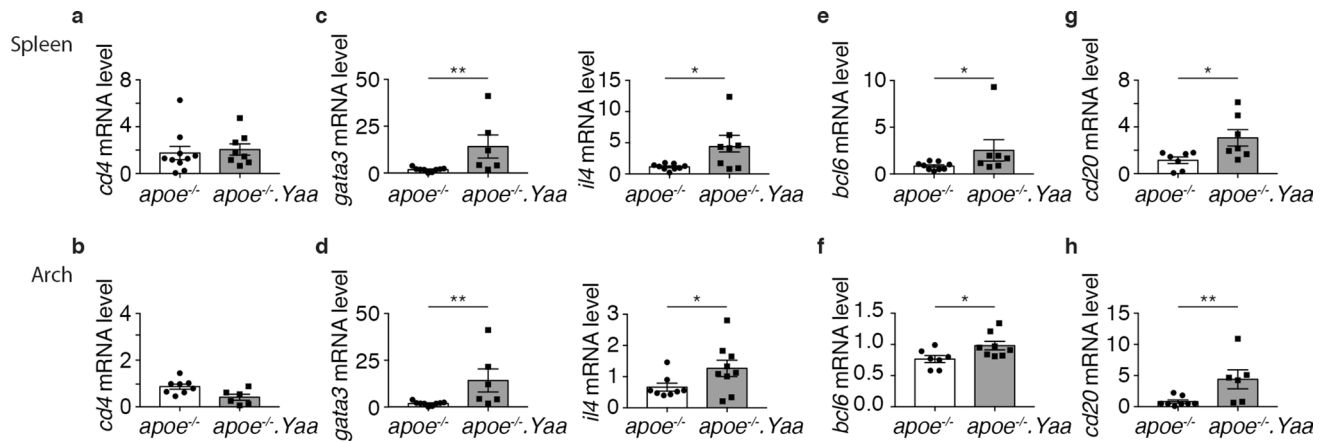 a
c
e
g
Spleen
cd4 mRNA level
8
4
0
apoe-/-
apoe-/-.Yaa
gata3 mRNA level
50
25
0
**
apoe-/-
apoe-/-.Yaa
il4 mRNA level
15
10
5
0
*
apoe-/-
apoe-/-.Yaa
bcl6 mRNA level
10
5
0
*
apoe-/-
apoe-/-.Yaa
cd20 mRNA level
8
4
0
*
apoe-/-
apoe-/-.Yaa
b
d
f
h
Arch
cd4 mRNA level
4
2
1
0
apoe-/-
apoe-/-.Yaa
gata3 mRNA level
50
25
0
**
apoe-/-
apoe-/-.Yaa
il4 mRNA level
3
2
1
0
*
apoe-/-
apoe-/-.Yaa
bcl6 mRNA level
1.5
1.0
0.5
0.0
*
apoe-/-
apoe-/-.Yaa
cd20 mRNA level
15
10
5
0
**
apoe-/-
apoe-/-.Yaa